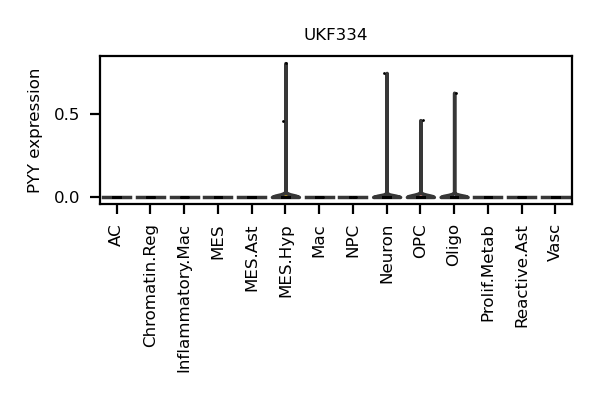 UKF334
PYY expression
0.5
0.0
AC
Chromatin.Reg
Inflammatory.Mac
MES
MES.Ast
MES.Hyp
Mac
NPC
Neuron
OPC
Oligo
Prolif.Metab
Reactive.Ast
Vasc